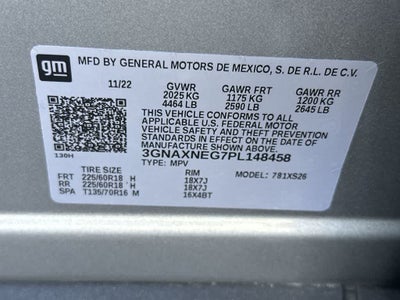 gm
MFD BY GENERAL MOTORS DE MEXICO, S. DE R.L. DE C.V.
11/22 GVWR GAWR FRT GAWR RR
2025 KG 1175 KG 1200 KG
4464 LB 2590 LB 2645 LB
THIS VEHICLE CONFORMS TO ALL
APPLICABLE U.S. FEDERAL MOTOR
VEHICLE SAFETY AND THEFT PREVENTION
STANDARDS IN EFFECT ON THE DATE OF
MANUFACTURE SHOWN ABOVE.
3GNAXNEG7PL148458
130H TYPE: MPV
TIRE SIZE RIM MODEL: 781XS26
FRT 225/60R18 H 18X7J
RR 225/60R18 H 18X7J
SPA T135/70R16 M 16X4BT